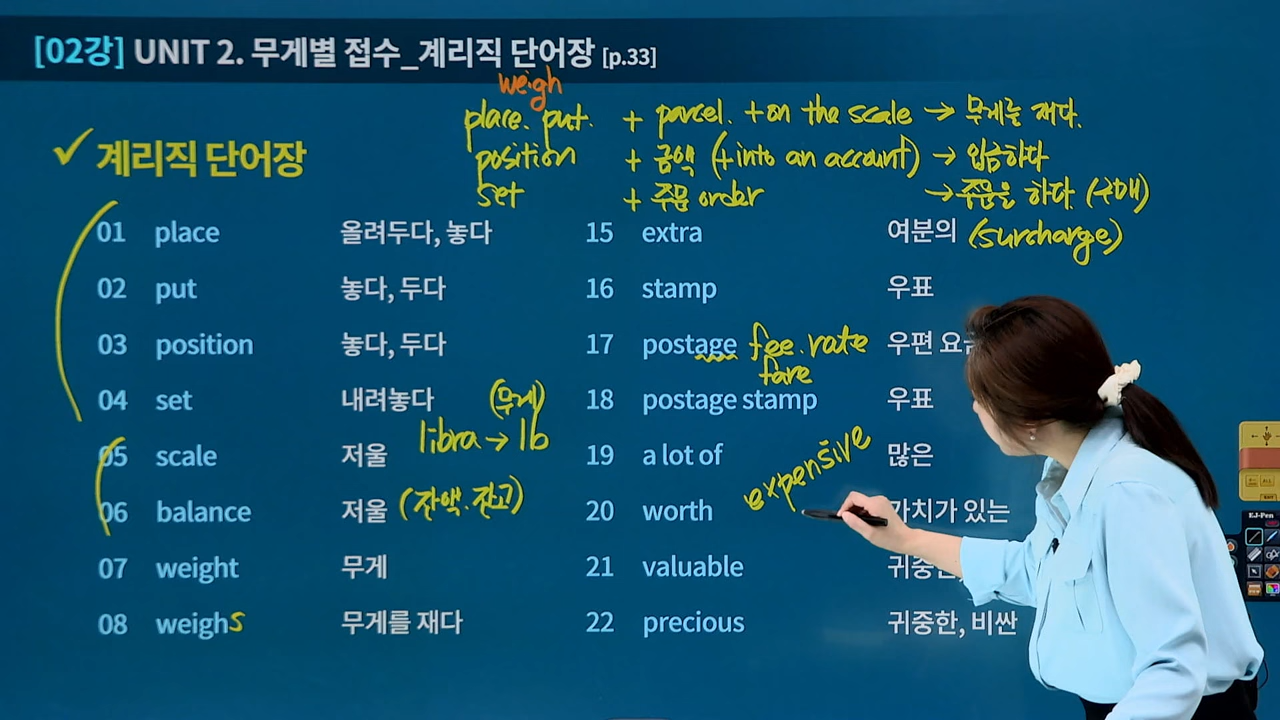 [02강] UNIT 2. 무게별 접수_계리직 단어장 [p.33]
weigh
place. put. + parcel. + on the scale → 무게를 재다.
position + 금액 (+into an account) → 입금하다
set + 주문 order → 주문을 하다. (구매)
✓ 계리직 단어장
01 place 올려두다, 놓다
02 put 놓다, 두다
03 position 놓다, 두다
04 set 내려놓다 (무게)
libra → lb
05 scale 저울
06 balance 저울 (잔액. 잔고)
07 weight 무게
08 weighs 무게를 재다
15 extra 여분의 (surcharge)
16 stamp 우표
17 postage fee. rate 우편
fare
18 postage stamp 우표
19 a lot of 많은
expensive
20 worth 가치가 있는
21 valuable 귀중한,
22 precious 귀중한, 비싼
EJ-Pen